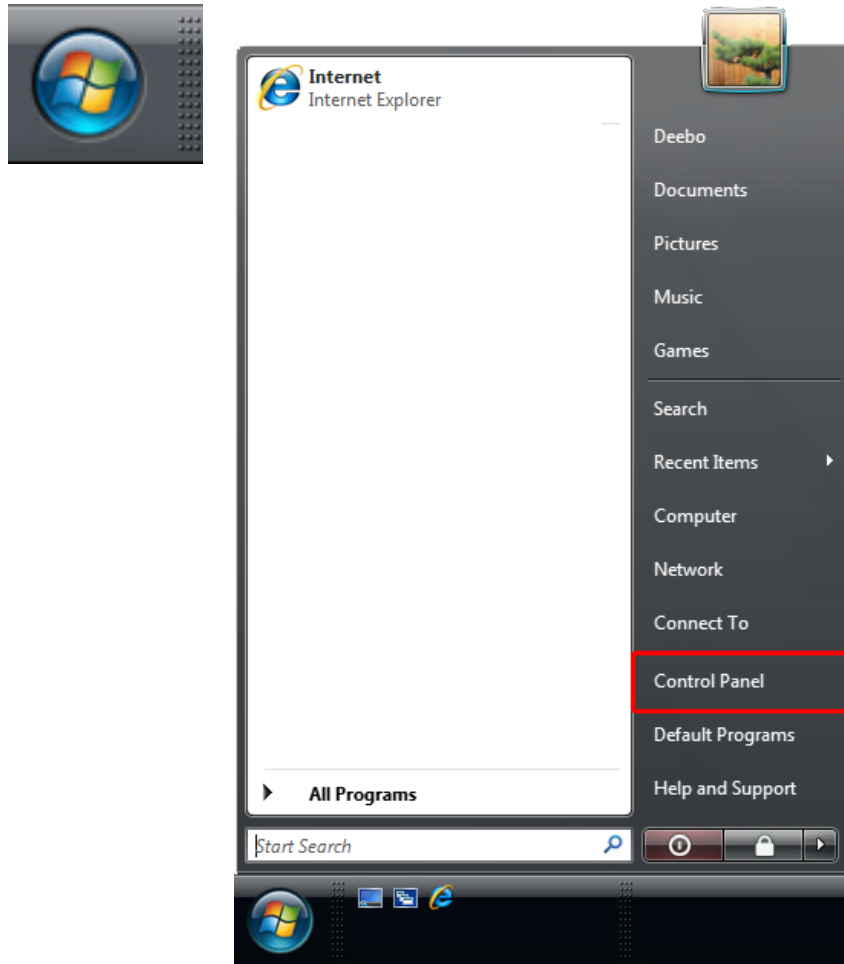 Internet
Internet Explorer
All Programs
Start Search
Deebo
Documents
Pictures
Music
Games
Search
Recent Items
Computer
Network
Connect To
Control Panel
Default Programs
Help and Support